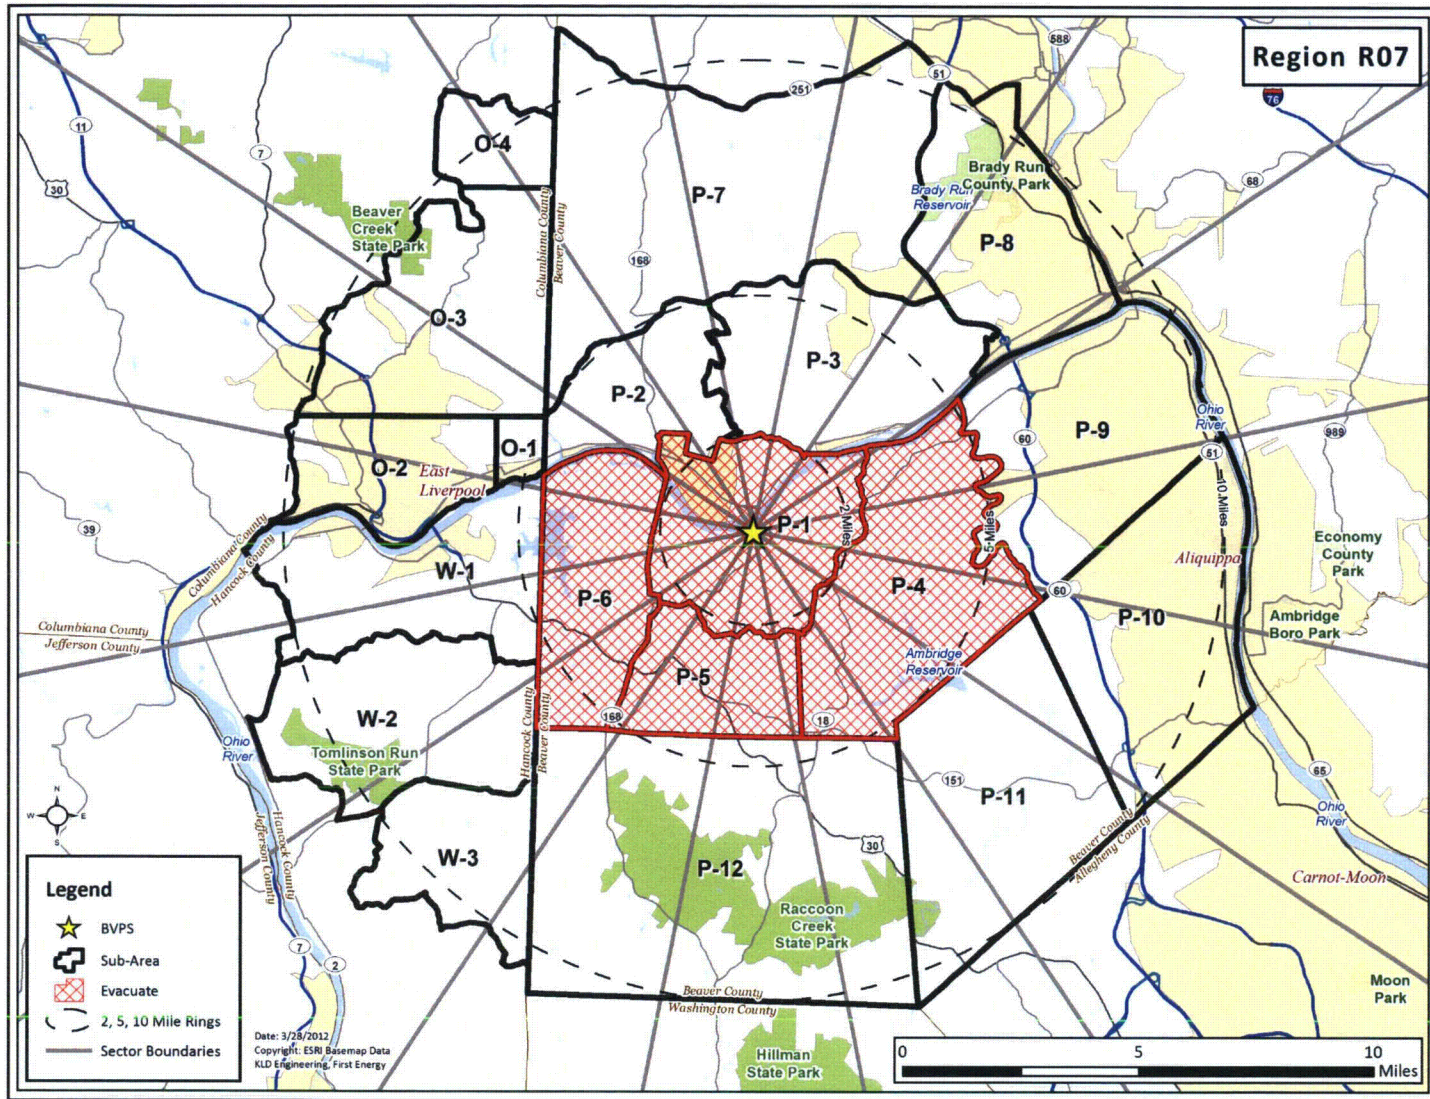 Region R07
588
51
251
76
11
7
30
O-4
Brady Run
County Park
Brady Run
Reservoir
68
P-7
Beaver
Creek
State Park
Columbiana County
Beaver County
168
P-8
O-3
P-3
P-2
Ohio
River
60
P-9
989
51
O-1
O-2
East
Liverpool
10 Miles
39
2 Miles
5 Miles
P-1
Columbiana County
Hancock County
W-1
P-4
P-6
Aliquippa
Economy
County
Park
60
P-10
Ambridge
Boro Park
Columbiana County
Jefferson County
Ambridge
Reservoir
P-5
168
18
W-2
Hancock County
Beaver County
Ohio
River
Tomlinson Run
State Park
151
P-11
65
Ohio
River
N
W
E
S
Jefferson County
Hancock County
Beaver County
Allegheny County
W-3
30
P-12
Carnot-Moon
Raccoon
Creek
State Park
7
2
Moon
Park
Beaver County
Washington County
Hillman
State Park
Legend
BVPS
Sub-Area
Evacuate
2, 5, 10 Mile Rings
Sector Boundaries
Date: 3/28/2012
Copyright: ESRI Basemap Data
KLD Engineering, First Energy
0
5
10
Miles